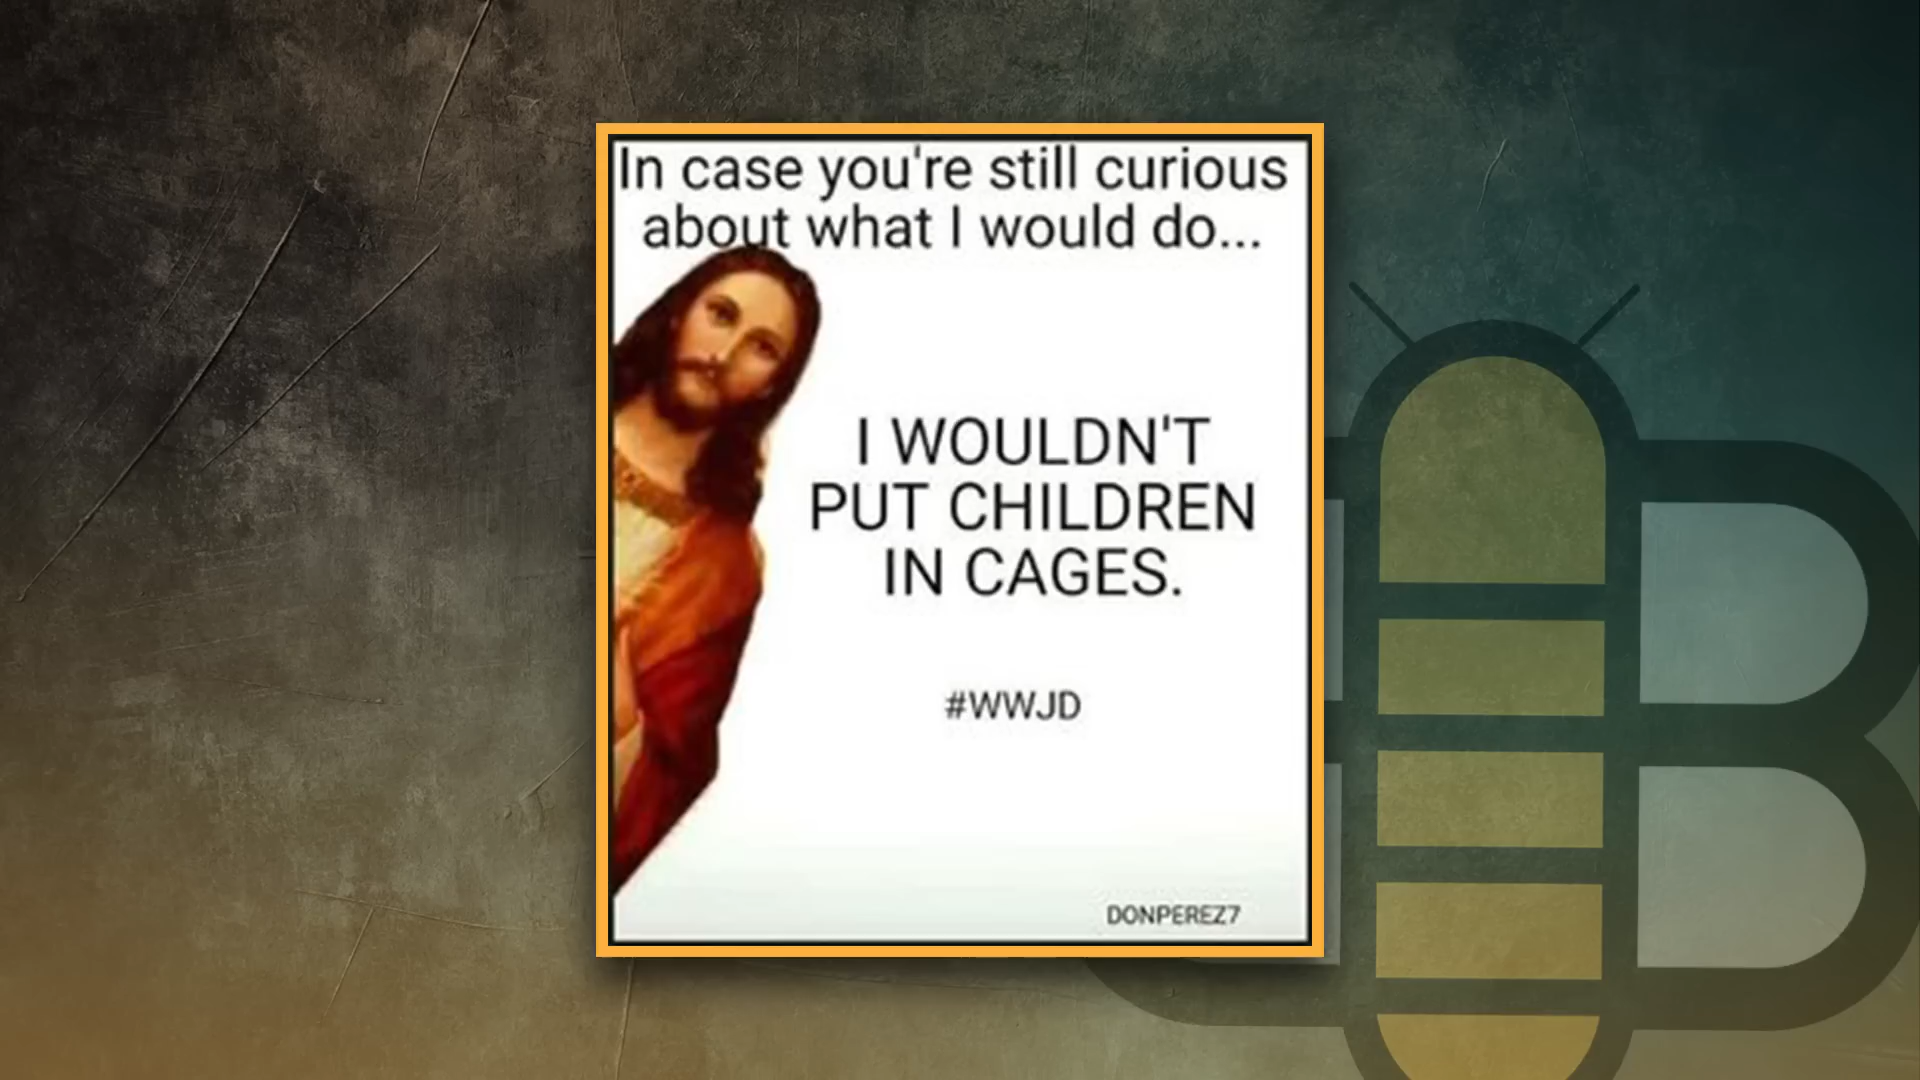 In case you're still curious
about what I would do...
I WOULDN'T
PUT CHILDREN
IN CAGES.
#WWJD
DONPEREZ7